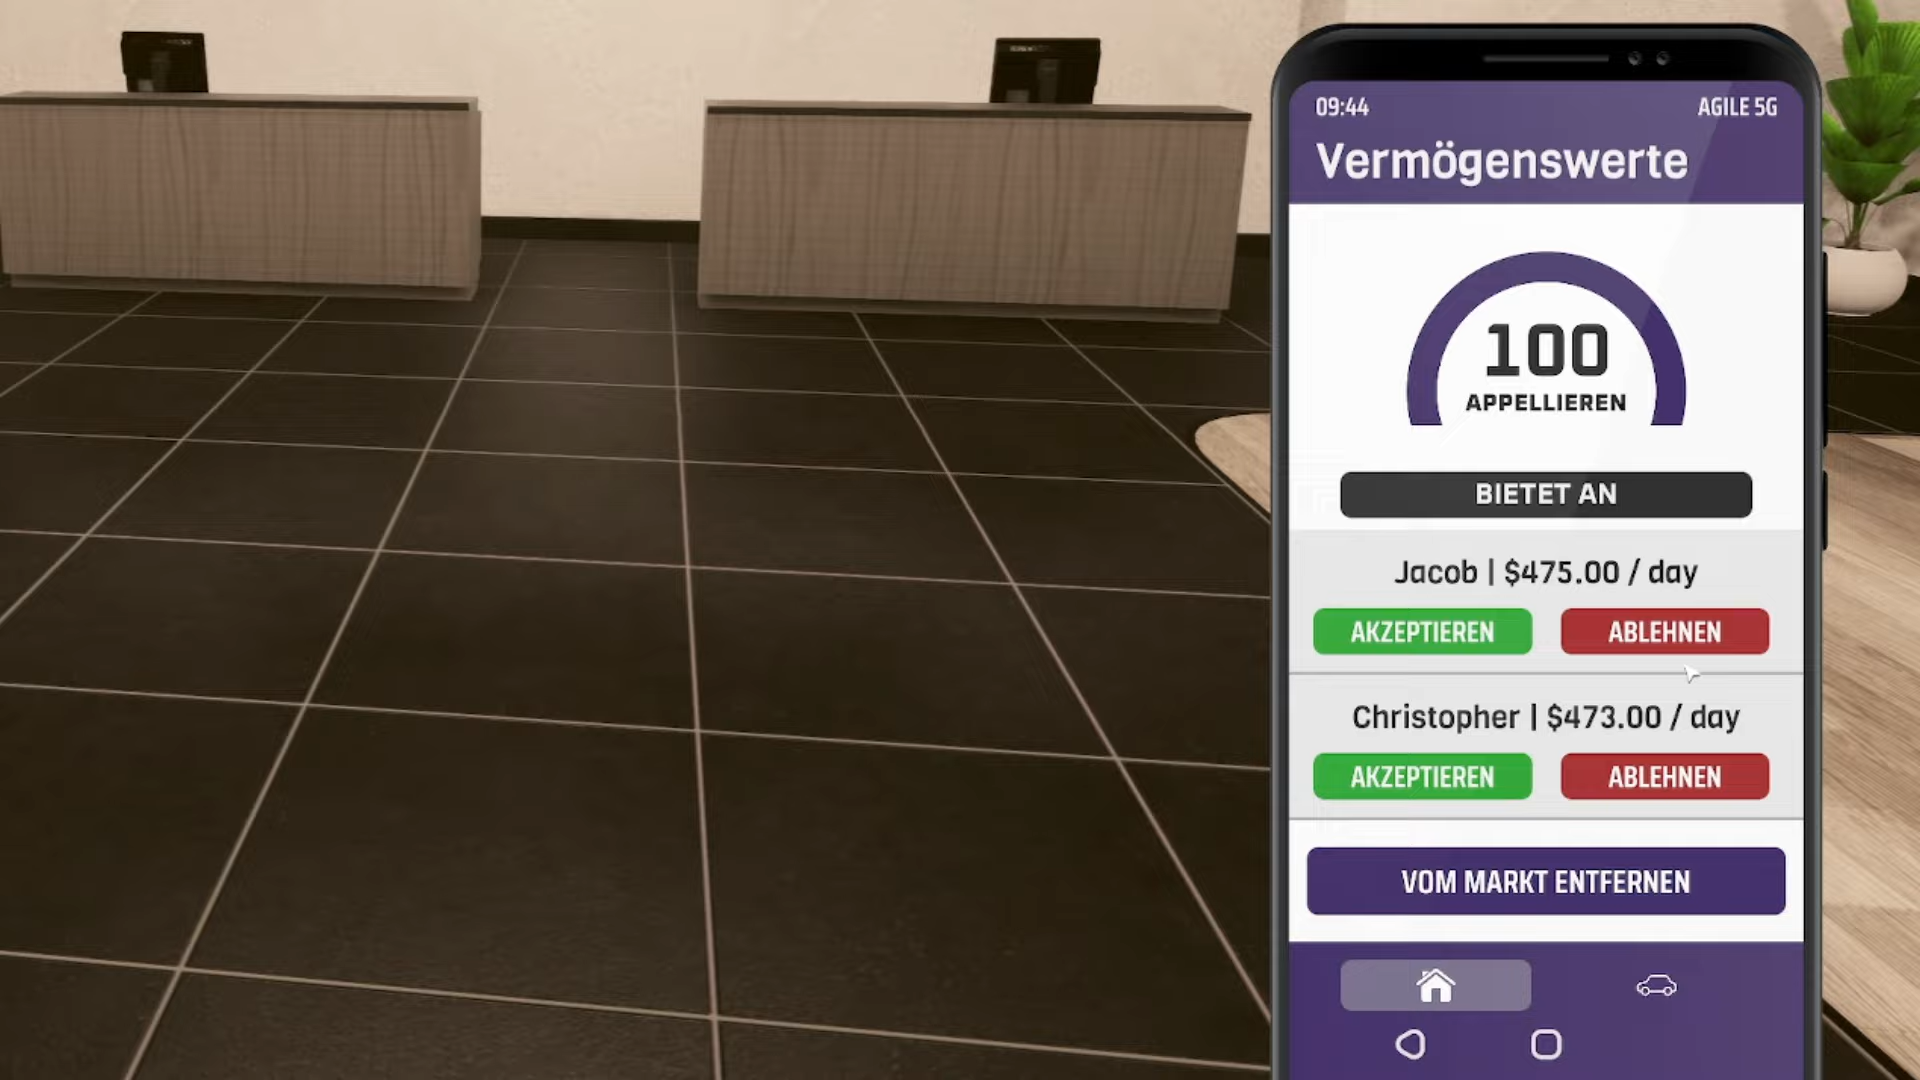 09:44 AGILE 5G
Vermögenswerte
100
APPELLIEREN
BIETET AN
Jacob | $475.00 / day
AKZEPTIEREN ABLEHNEN
Christopher | $473.00 / day
AKZEPTIEREN ABLEHNEN
VOM MARKT ENTFERNEN